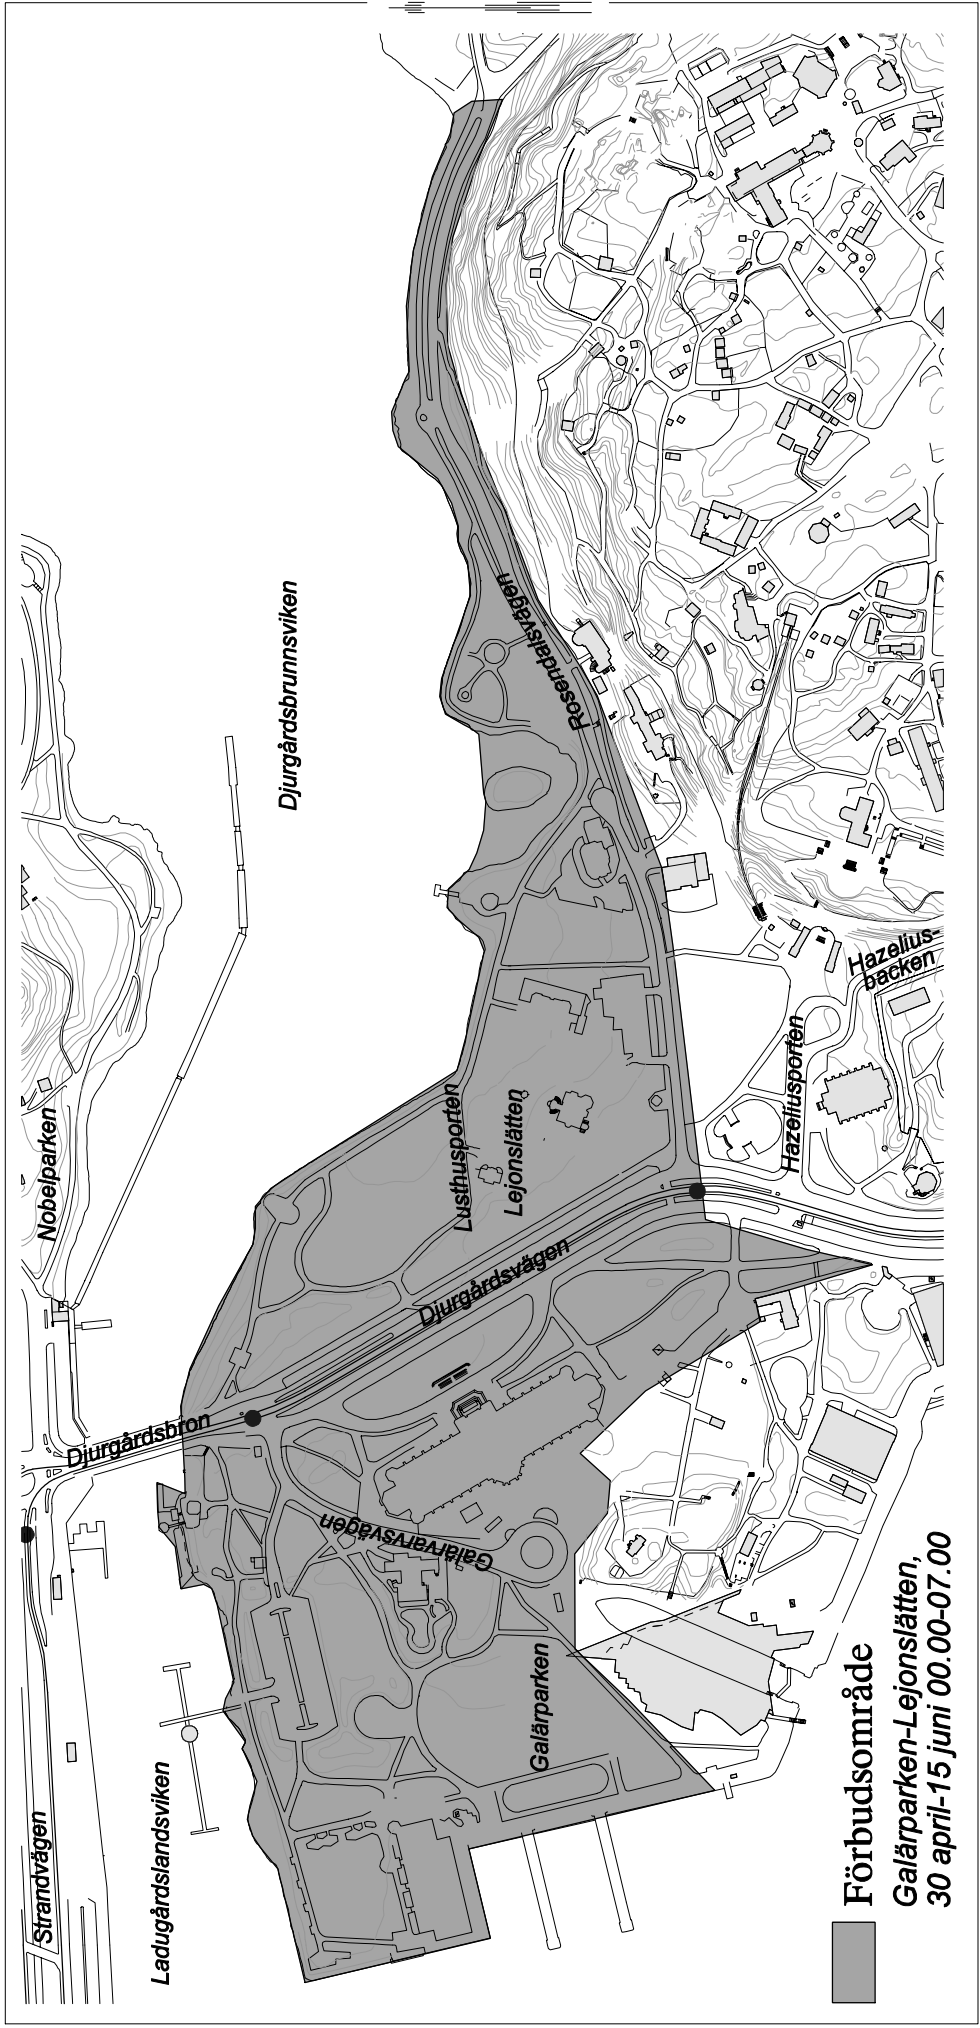 Strandvägen
Nobelparken
Ladugårdslandsviken
Djurgårdsbron
Djurgårdsbrunnsviken
Galärvarvsvägen
Djurgårdsvägen
Lusthusporten
Lejonslätten
Rosendalsvägen
Galärparken
Hazeliusporten
Hazelius-
backen
Förbudsområde
Galärparken-Lejonslätten,
30 april-15 juni 00.00-07.00